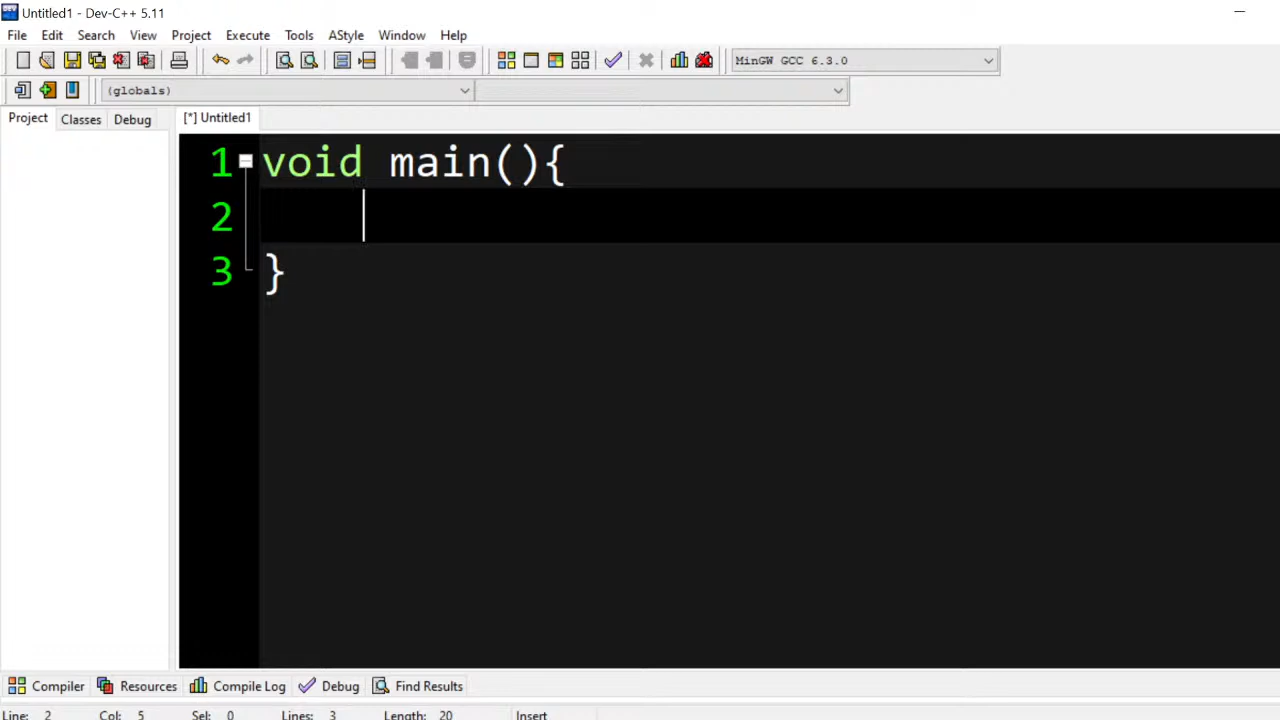 Untitled1 - Dev-C++ 5.11
File Edit Search View Project Execute Tools AStyle Window Help
MinGW GCC 6.3.0
(globals)
Project Classes Debug [*] Untitled1
1 void main(){
2
3 }
Compiler Resources Compile Log Debug Find Results
Line: 2 Col: 5 Sel: 0 Lines: 3 Length: 20 Insert